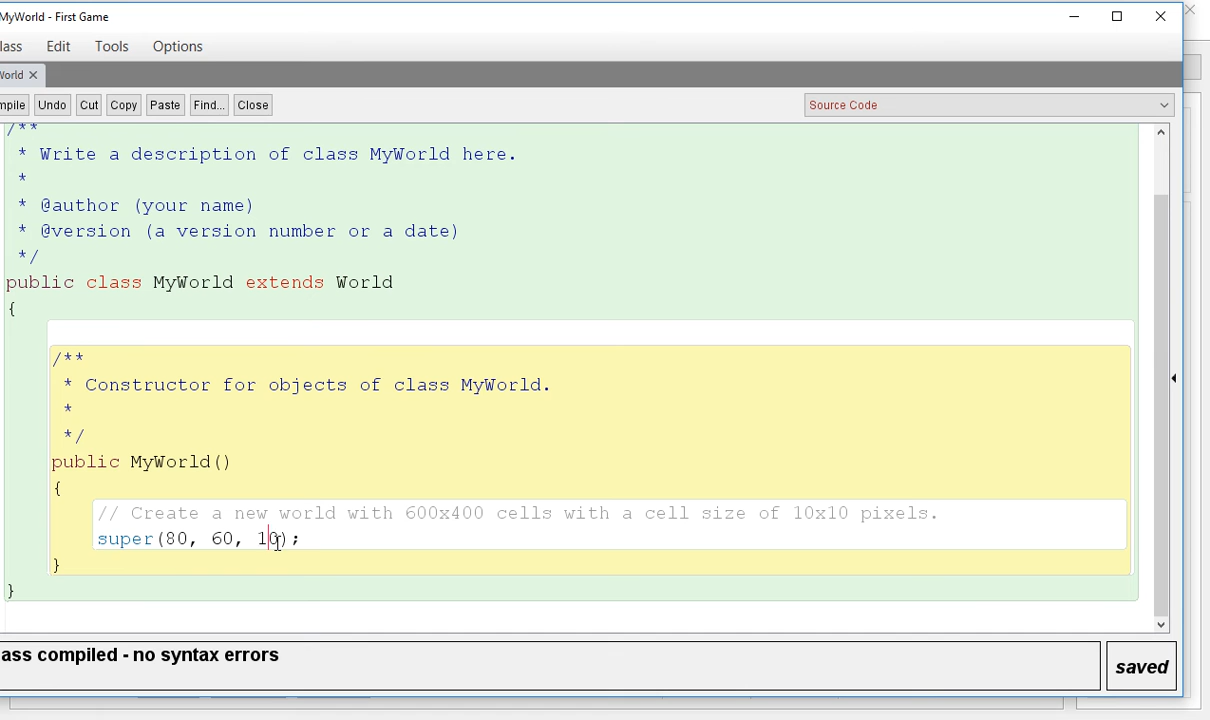 MyWorld - First Game
lass Edit Tools Options
World ✕
mpile Undo Cut Copy Paste Find... Close Source Code
/**
* Write a description of class MyWorld here.
*
* @author (your name)
* @version (a version number or a date)
*/
public class MyWorld extends World
{
/**
* Constructor for objects of class MyWorld.
*
*/
public MyWorld()
{
// Create a new world with 600x400 cells with a cell size of 10x10 pixels.
super(80, 60, 10);
}
}
ass compiled - no syntax errors saved